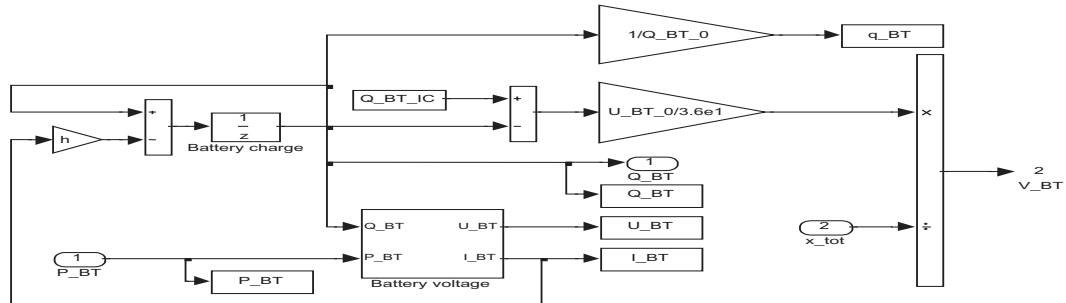 1/Q_BT_0
q_BT
Q_BT_IC
+
−
U_BT_0/3.6e1
×
+
−
h
1
z
Battery charge
1
Q_BT
Q_BT
2
V_BT
Q_BT
U_BT
U_BT
2
x_tot
÷
1
P_BT
P_BT
I_BT
I_BT
P_BT
Battery voltage